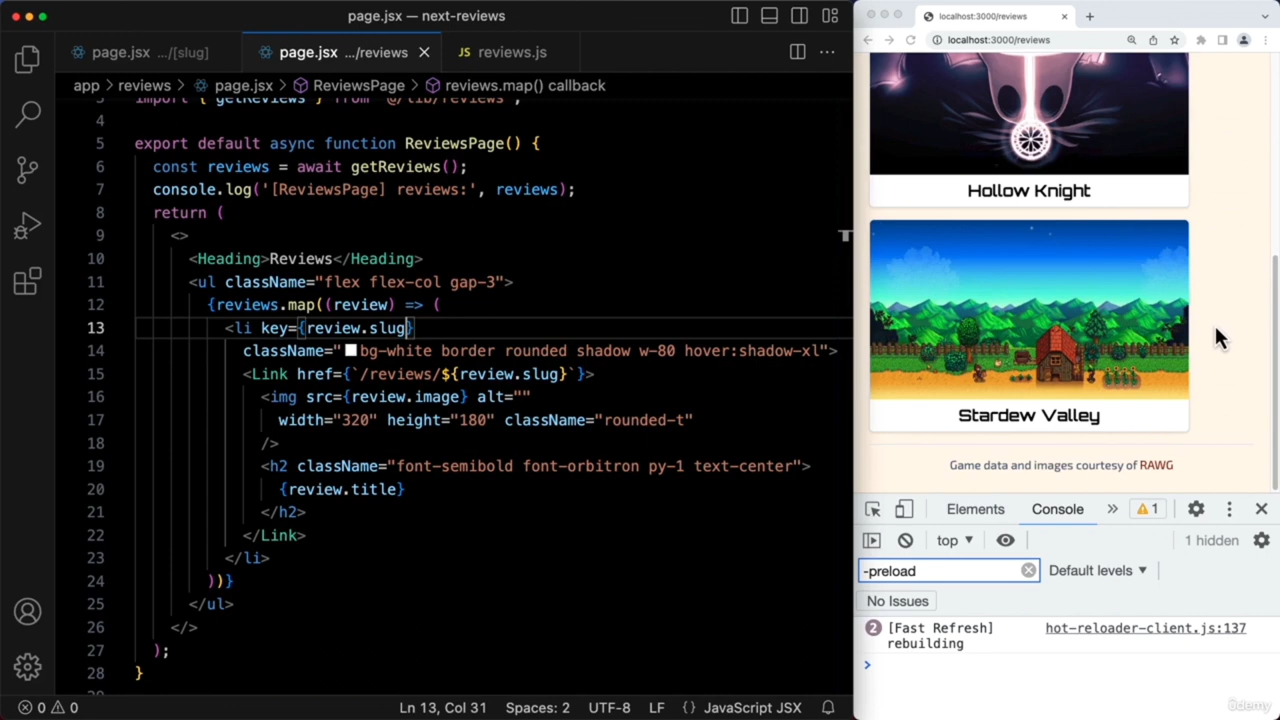 page.jsx — next-reviews
page.jsx .../[slug]
page.jsx .../reviews
JS reviews.js
app > reviews > page.jsx > ReviewsPage > reviews.map() callback
3 import { getReviews } from '@/lib/reviews';
4
5 export default async function ReviewsPage() {
6 const reviews = await getReviews();
7 console.log('[ReviewsPage] reviews:', reviews);
8 return (
9 <>
10 <Heading>Reviews</Heading>
11 <ul className="flex flex-col gap-3">
12 {reviews.map((review) => (
13 <li key={review.slug}
14 className="bg-white border rounded shadow w-80 hover:shadow-xl">
15 <Link href={`/reviews/${review.slug}`}>
16 <img src={review.image} alt=""
17 width="320" height="180" className="rounded-t"
18 />
19 <h2 className="font-semibold font-orbitron py-1 text-center">
20 {review.title}
21 </h2>
22 </Link>
23 </li>
24 ))}
25 </ul>
26 </>
27 );
28 }
0 0
Ln 13, Col 31
Spaces: 2
UTF-8
LF
{} JavaScript JSX
localhost:3000/reviews
localhost:3000/reviews
Hollow Knight
Stardew Valley
Game data and images courtesy of RAWG
Elements
Console
1
top
1 hidden
-preload
Default levels
No Issues
2 [Fast Refresh] rebuilding
hot-reloader-client.js:137
ûdemy